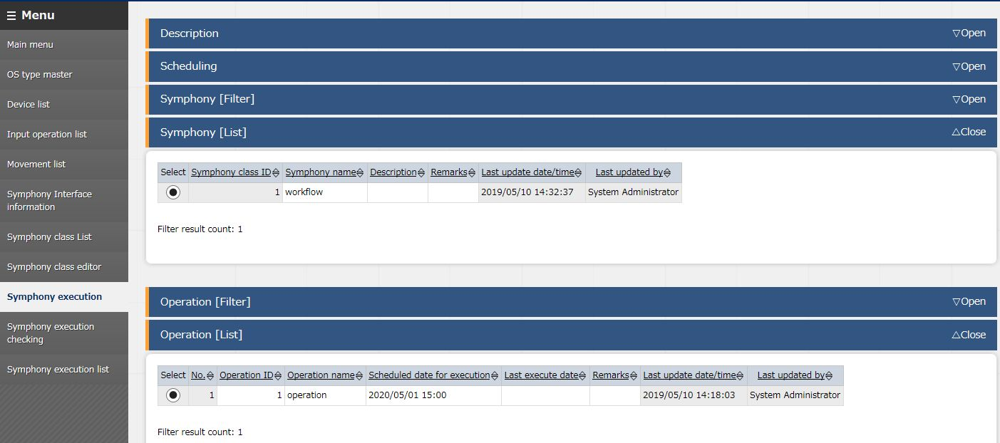 ☰ Menu
Main menu
OS type master
Device list
Input operation list
Movement list
Symphony Interface
information
Symphony class List
Symphony class editor
Symphony execution
Symphony execution
checking
Symphony execution list
Description ▽Open
Scheduling ▽Open
Symphony [Filter] ▽Open
Symphony [List] △Close
Select Symphony class ID Symphony name Description Remarks Last update date/time Last updated by
1 workflow 2019/05/10 14:32:37 System Administrator
Filter result count: 1
Operation [Filter] ▽Open
Operation [List] △Close
Select No. Operation ID Operation name Scheduled date for execution Last execute date Remarks Last update date/time Last updated by
1 1 operation 2020/05/01 15:00 2019/05/10 14:18:03 System Administrator
Filter result count: 1